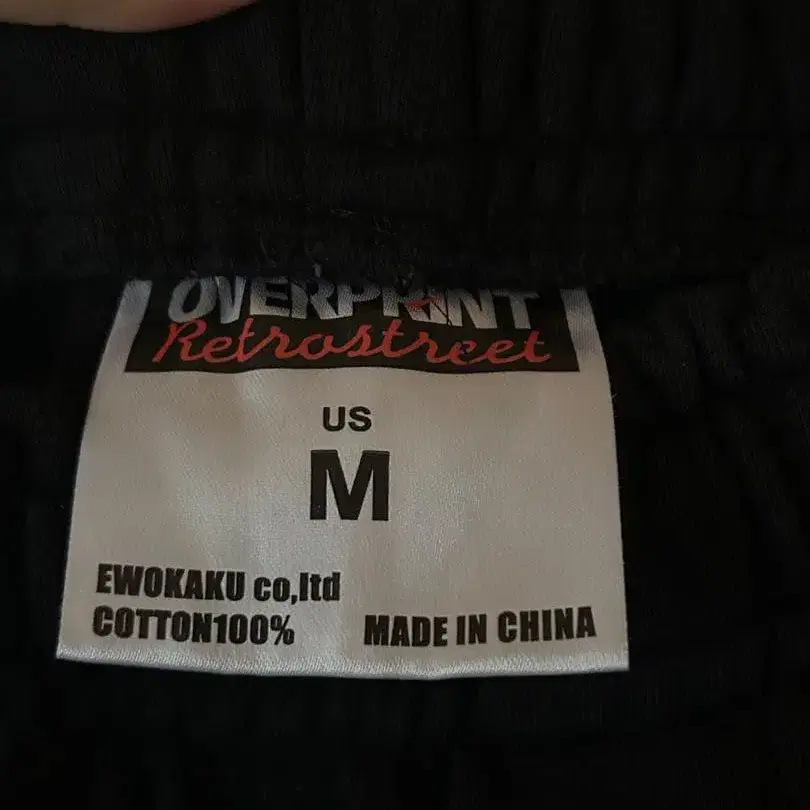 OVERPRINT
Retrostreet
US
M
EWOKAKU co,ltd
COTTON100% MADE IN CHINA